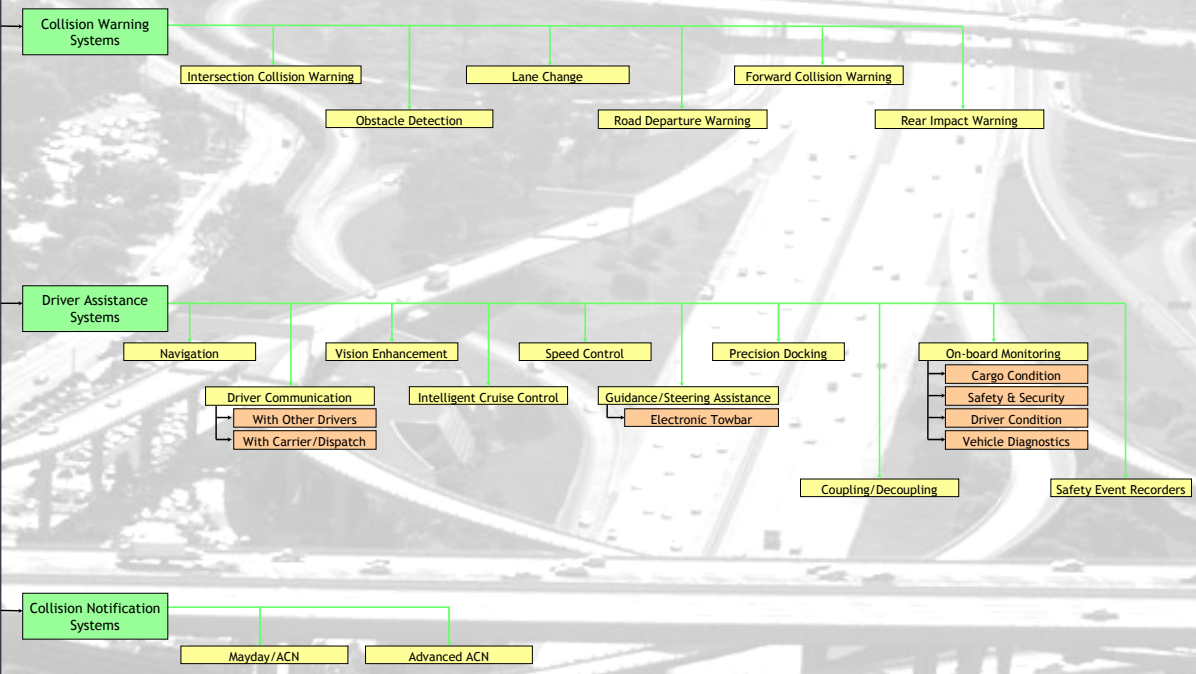 Collision Warning
Systems
Intersection Collision Warning
Lane Change
Forward Collision Warning
Obstacle Detection
Road Departure Warning
Rear Impact Warning
Driver Assistance
Systems
Navigation
Vision Enhancement
Speed Control
Precision Docking
On-board Monitoring
Cargo Condition
Safety & Security
Driver Condition
Vehicle Diagnostics
Driver Communication
With Other Drivers
With Carrier/Dispatch
Intelligent Cruise Control
Guidance/Steering Assistance
Electronic Towbar
Coupling/Decoupling
Safety Event Recorders
Collision Notification
Systems
Mayday/ACN
Advanced ACN